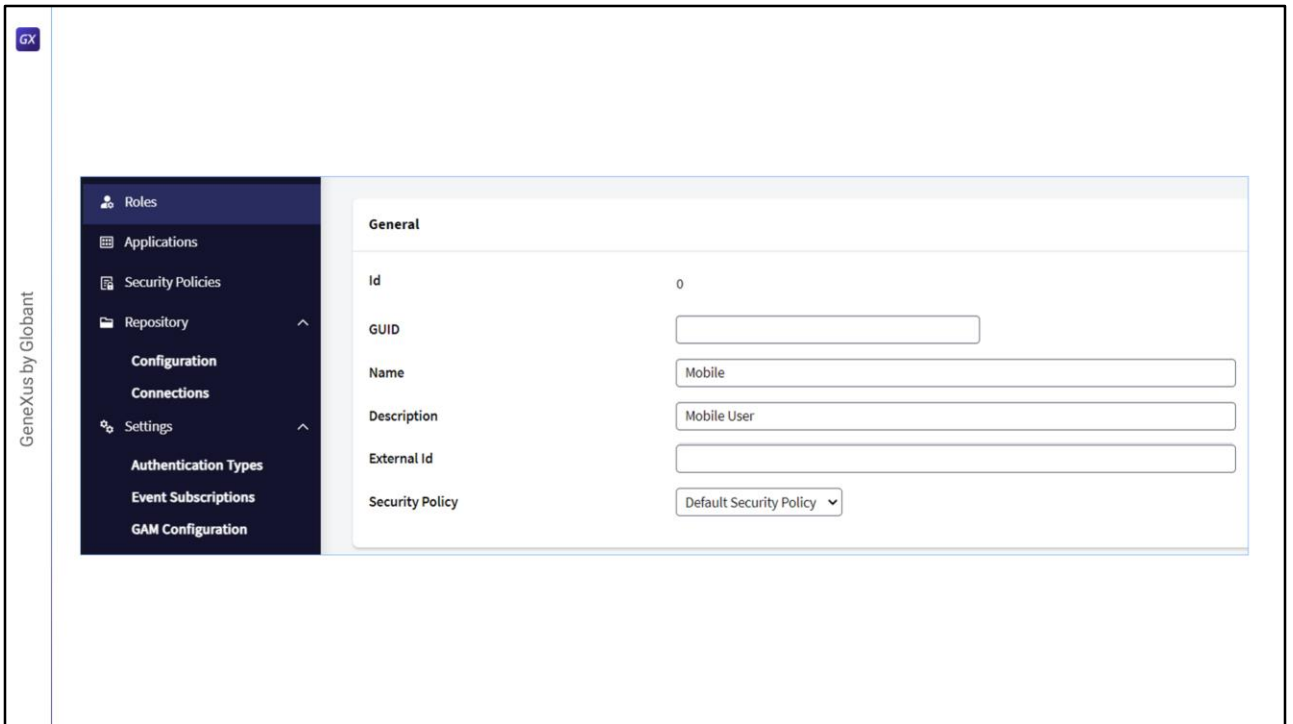 GX
GeneXus by Globant
Roles
Applications
Security Policies
Repository
Configuration
Connections
Settings
Authentication Types
Event Subscriptions
GAM Configuration
General
Id 0
GUID
Name Mobile
Description Mobile User
External Id
Security Policy Default Security Policy